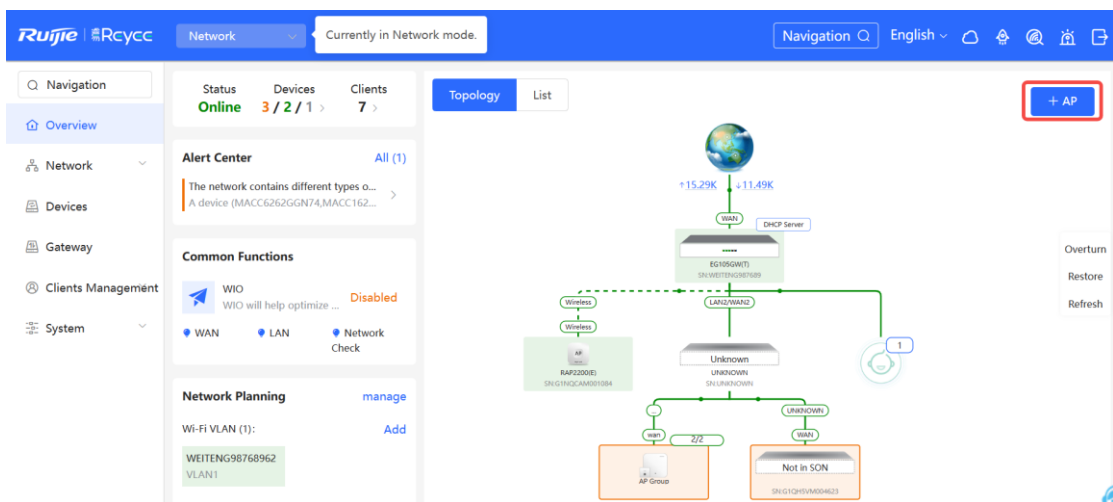 Ruijie | Reyee
Network
Currently in Network mode.
Navigation
English
Navigation
Overview
Network
Devices
Gateway
Clients Management
System
Status Devices Clients
Online 3 / 2 / 1 > 7 >
Alert Center All (1)
The network contains different types o...
A device (MACC6262GGN74,MACC162...
Common Functions
WIO
WIO will help optimize ...
Disabled
WAN LAN Network Check
Network Planning manage
Wi-Fi VLAN (1): Add
WEITENG98768962
VLAN1
Topology List
+ AP
↑15.29K ↓11.49K
WAN
DHCP Server
EG105GW(T)
SN:WEITENG987689
Wireless
LAN2/WAN2
Wireless
1
AP
RAP2200(E)
SN:G1NQCAM001084
Unknown
UNKNOWN
SN:UNKNOWN
...
UNKNOWN
wan
2/2
WAN
AP Group
Not in SON
SN:G1QH5VM004623
Overturn
Restore
Refresh